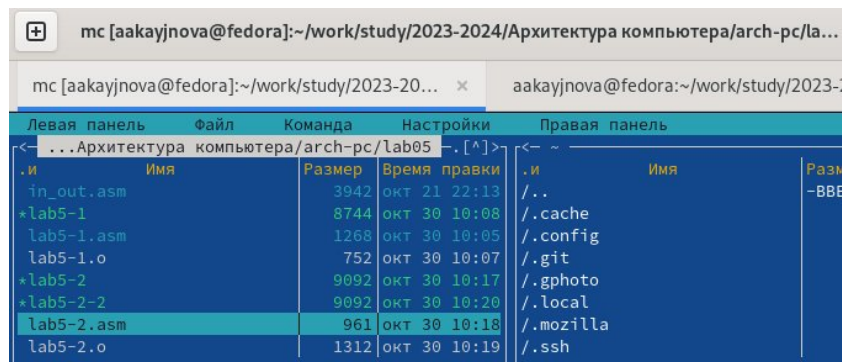 mc [aakayjnova@fedora]:~/work/study/2023-2024/Архитектура компьютера/arch-pc/la...
mc [aakayjnova@fedora]:~/work/study/2023-20... × aakayjnova@fedora:~/work/study/2023-2
Левая панель Файл Команда Настройки Правая панель
<— ...Архитектура компьютера/arch-pc/lab05 —.[^]> <— ~
.и Имя Размер Время правки .и Имя Разм
in_out.asm 3942 окт 21 22:13 /.. -ВВЕ
*lab5-1 8744 окт 30 10:08 /.cache
lab5-1.asm 1268 окт 30 10:05 /.config
lab5-1.o 752 окт 30 10:07 /.git
*lab5-2 9092 окт 30 10:17 /.gphoto
*lab5-2-2 9092 окт 30 10:20 /.local
lab5-2.asm 961 окт 30 10:18 /.mozilla
lab5-2.o 1312 окт 30 10:19 /.ssh